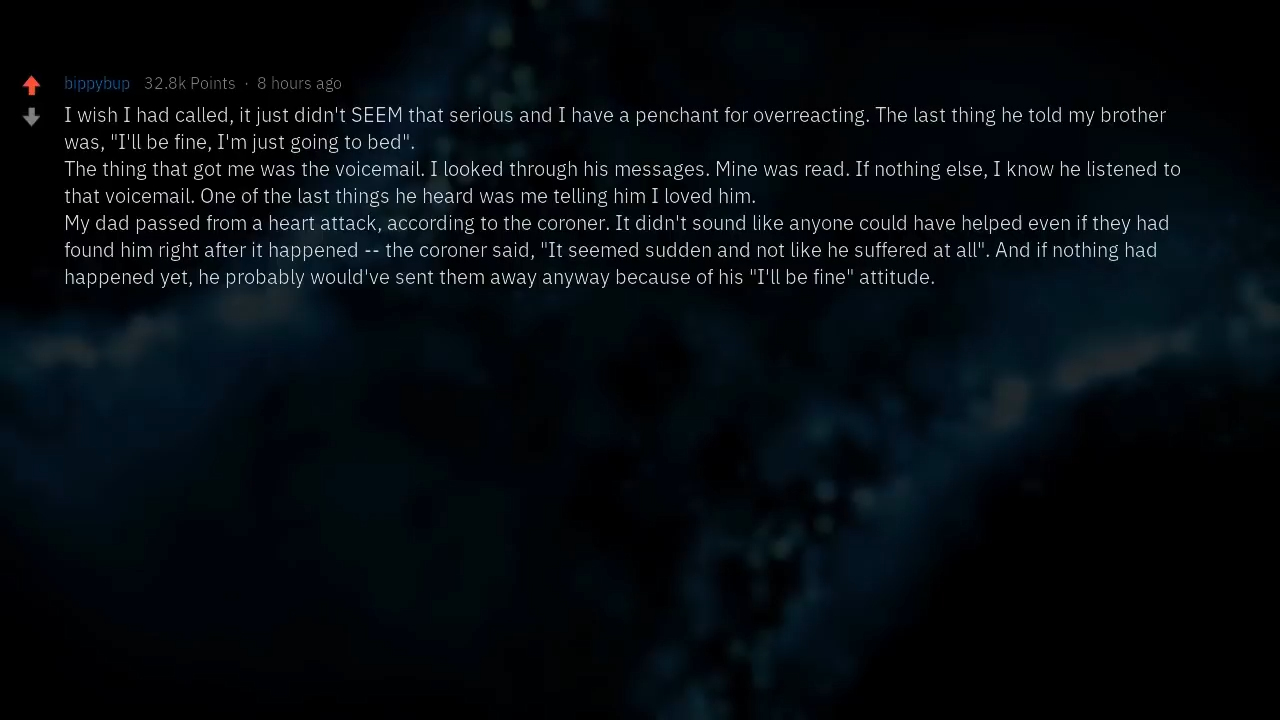 bippybup 32.8k Points · 8 hours ago
I wish I had called, it just didn't SEEM that serious and I have a penchant for overreacting. The last thing he told my brother
was, "I'll be fine, I'm just going to bed".
The thing that got me was the voicemail. I looked through his messages. Mine was read. If nothing else, I know he listened to
that voicemail. One of the last things he heard was me telling him I loved him.
My dad passed from a heart attack, according to the coroner. It didn't sound like anyone could have helped even if they had
found him right after it happened -- the coroner said, "It seemed sudden and not like he suffered at all". And if nothing had
happened yet, he probably would've sent them away anyway because of his "I'll be fine" attitude.